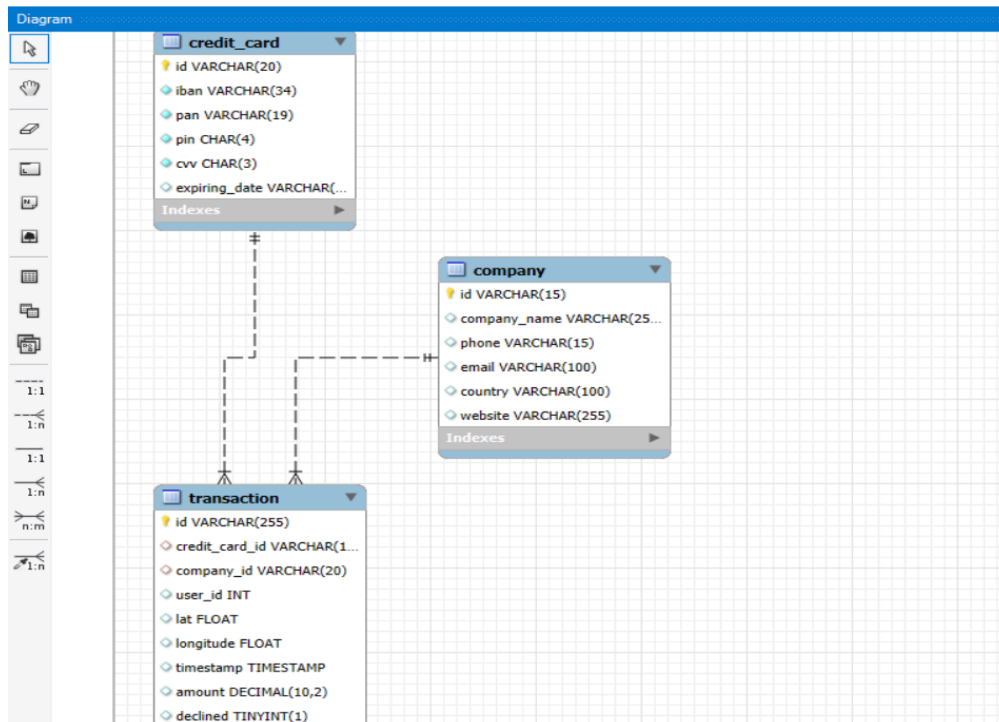 Diagram
credit_card
id VARCHAR(20)
iban VARCHAR(34)
pan VARCHAR(19)
pin CHAR(4)
cvv CHAR(3)
expiring_date VARCHAR(...
Indexes
company
id VARCHAR(15)
company_name VARCHAR(25...
phone VARCHAR(15)
email VARCHAR(100)
country VARCHAR(100)
website VARCHAR(255)
Indexes
1:1
1:n
1:1
1:n
n:m
1:n
transaction
id VARCHAR(255)
credit_card_id VARCHAR(1...
company_id VARCHAR(20)
user_id INT
lat FLOAT
longitude FLOAT
timestamp TIMESTAMP
amount DECIMAL(10,2)
declined TINYINT(1)